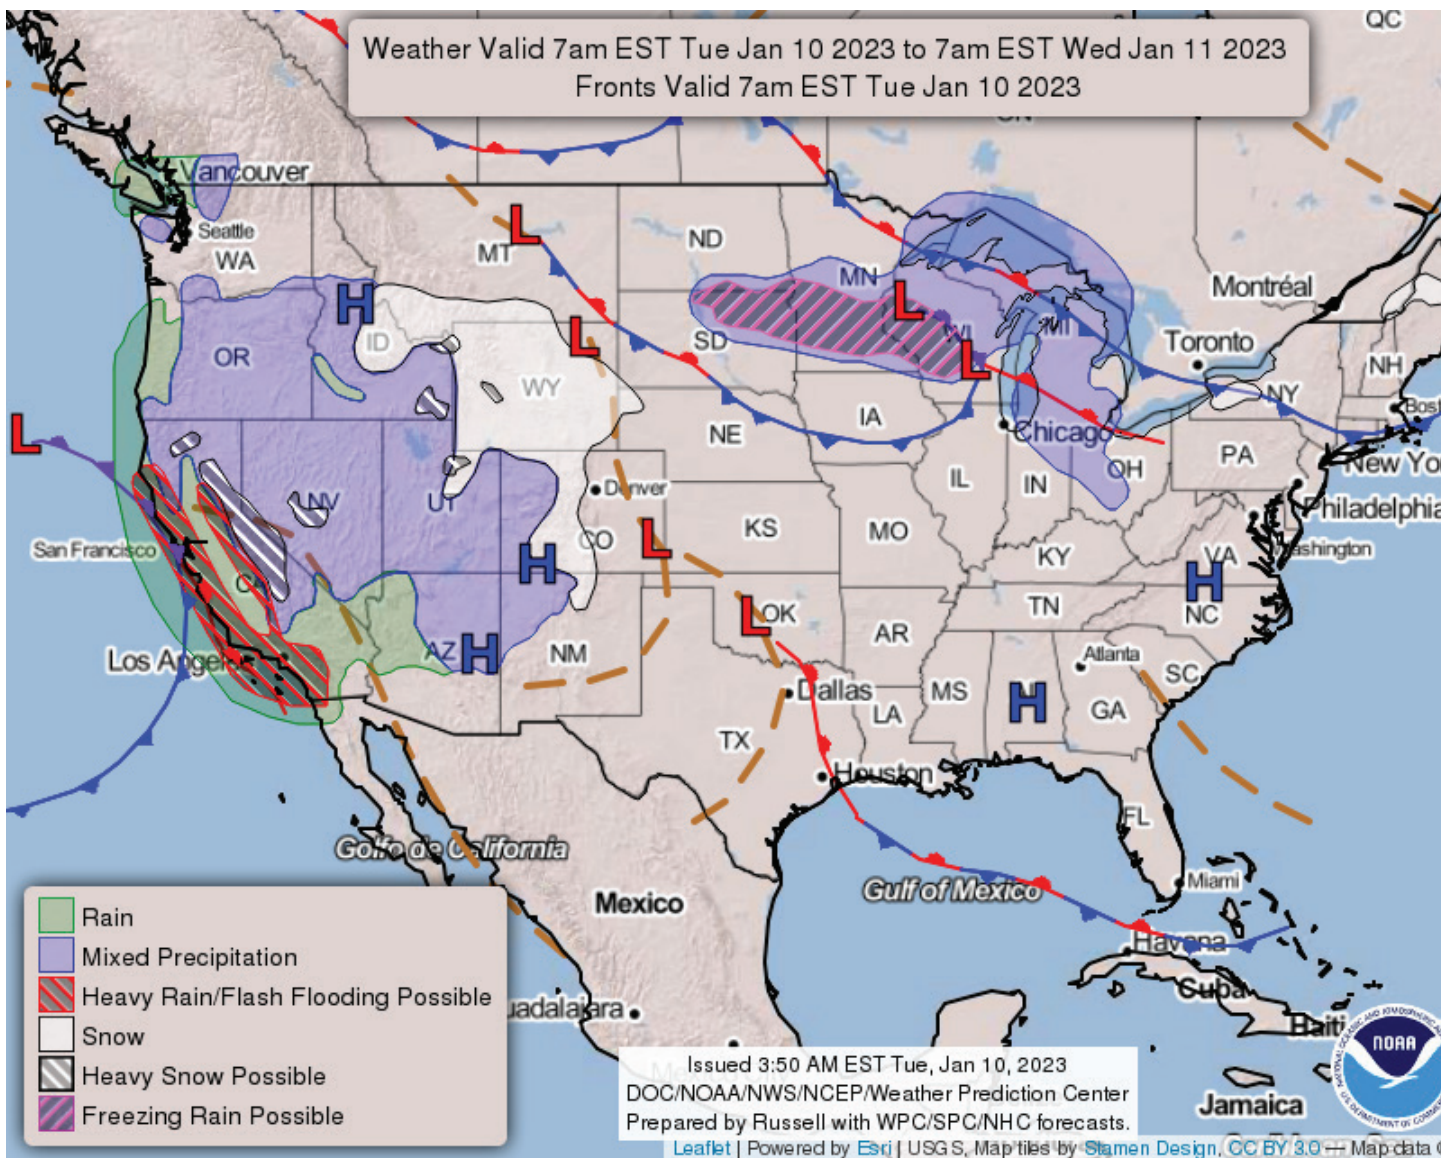 Weather Valid 7am EST Tue Jan 10 2023 to 7am EST Wed Jan 11 2023
Fronts Valid 7am EST Tue Jan 10 2023
QC
Vancouver
Seattle
WA
MT
L
ND
MN
Montréal
H
ID
OR
L
L
SD
WI
MI
L
Toronto
NH
WY
NY
Bost
L
IA
NE
Chicago
OH
PA
New Yo
NV
UT
Denver
IL
IN
Philadelphia
San Francisco
CO
L
KS
MO
KY
VA
Washington
H
CA
H
TN
NC
L
OK
AR
Los Angel
AZ
H
NM
Atlanta
SC
Dallas
MS
H
GA
LA
TX
Houston
FL
Golfo de California
Gulf of Mexico
Miami
Mexico
Havana
Cuba
Haiti
uadalajara
Mexico City
Jamaica
Rain
Mixed Precipitation
Heavy Rain/Flash Flooding Possible
Snow
Heavy Snow Possible
Freezing Rain Possible
Issued 3:50 AM EST Tue, Jan 10, 2023
DOC/NOAA/NWS/NCEP/Weather Prediction Center
Prepared by Russell with WPC/SPC/NHC forecasts.
NOAA
Leaflet | Powered by Esri | USGS, Map tiles by Stamen Design, CC BY 3.0 — Map data